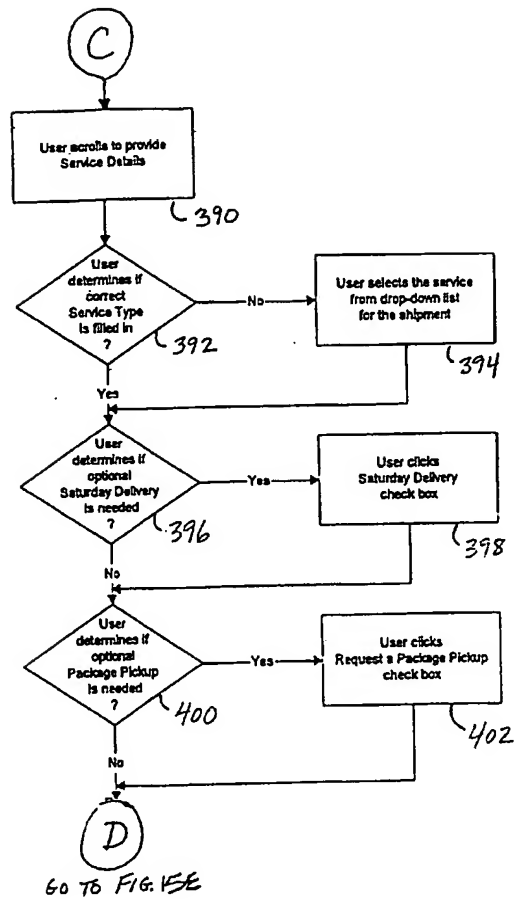 C
User scrolls to provide
Service Details
390
User
determines if
correct
Service Type
is filled in
?
392
No
User selects the service
from drop-down list
for the shipment
394
Yes
User
determines if
optional
Saturday Delivery
is needed
?
396
Yes
User clicks
Saturday Delivery
check box
398
No
User
determines if
optional
Package Pickup
is needed
?
400
Yes
User clicks
Request a Package Pickup
check box
402
No
D
GO TO FIG. 15E